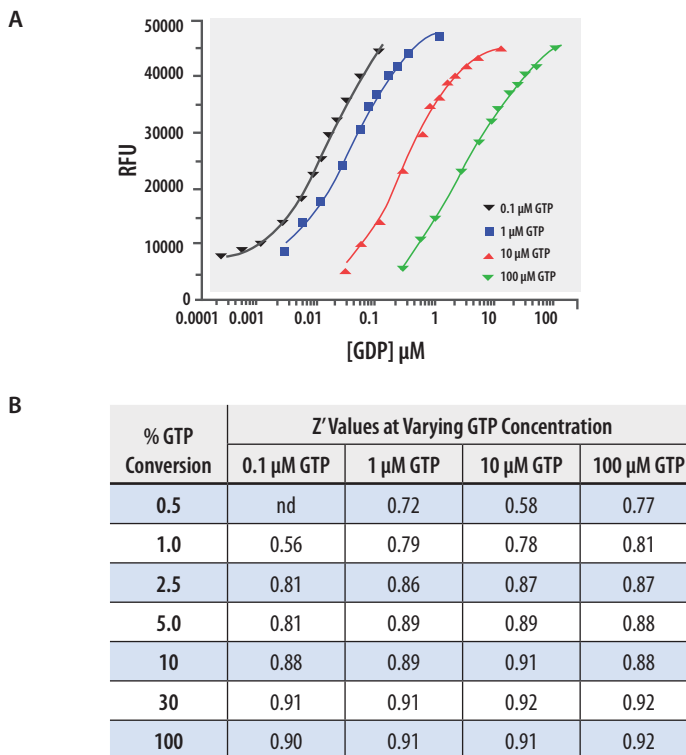 A
50000
40000
30000
20000
10000
0
RFU
0.1 µM GTP
1 µM GTP
10 µM GTP
100 µM GTP
0.0001 0.001 0.01 0.1 1 10 100
[GDP] µM
B
% GTP Conversion Z' Values at Varying GTP Concentration
0.1 µM GTP 1 µM GTP 10 µM GTP 100 µM GTP
0.5 nd 0.72 0.58 0.77
1.0 0.56 0.79 0.78 0.81
2.5 0.81 0.86 0.87 0.87
5.0 0.81 0.89 0.89 0.88
10 0.88 0.89 0.91 0.88
30 0.91 0.91 0.92 0.92
100 0.90 0.91 0.91 0.92